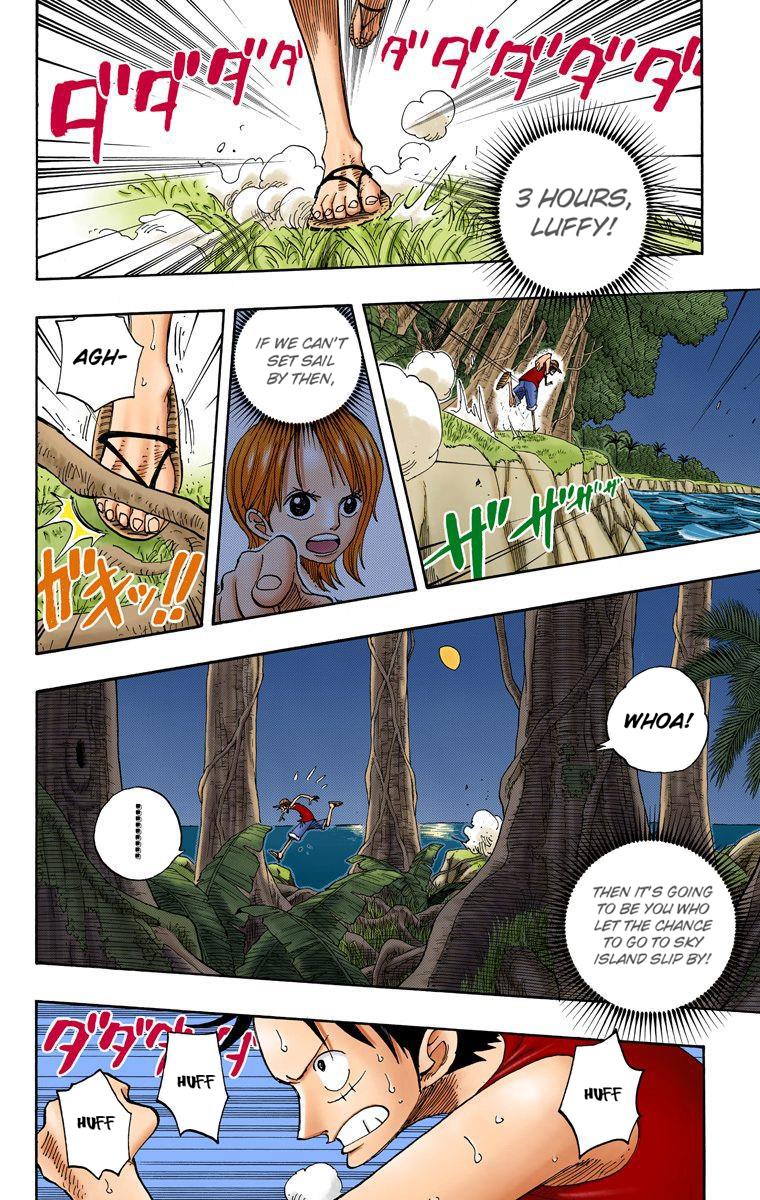 ダダダダ
ダダダダダ
3 HOURS,
LUFFY!
ザザザザ
IF WE CAN'T
SET SAIL
BY THEN,
AGH-
ガキッ!!
WHOA!
THEN IT'S GOING
TO BE YOU WHO
LET THE CHANCE
TO GO TO SKY
ISLAND SLIP BY!
ダダダダ
HUFF
HUFF
HUFF